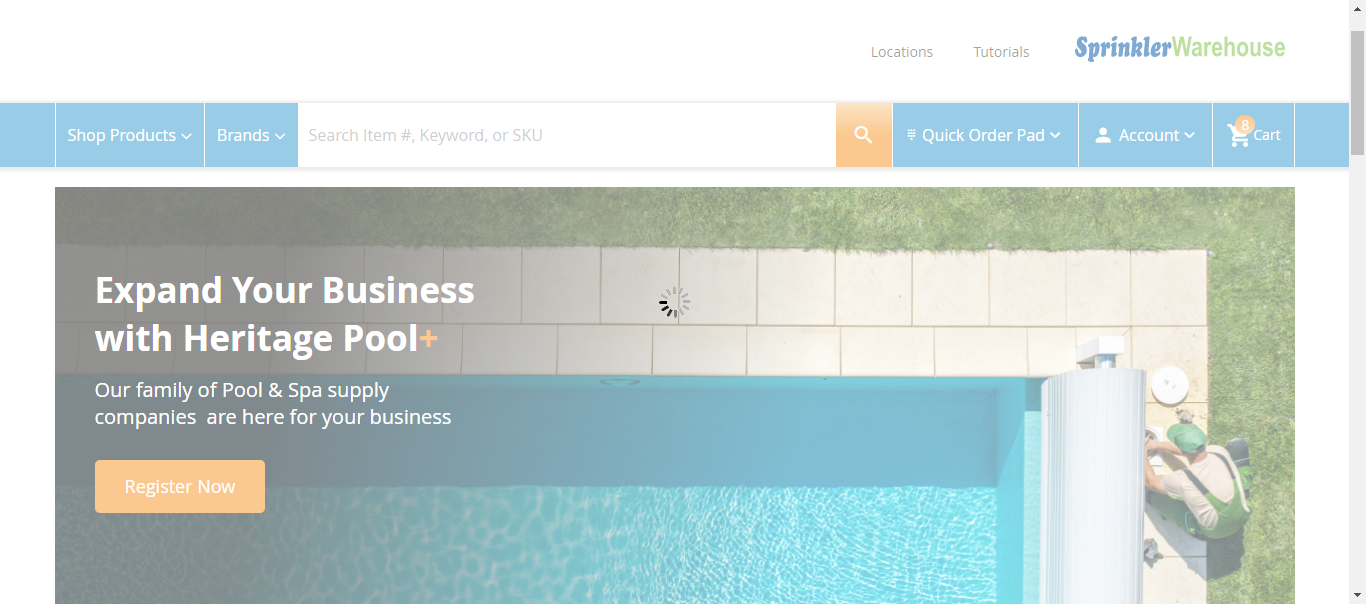 Locations Tutorials SprinklerWarehouse
Shop Products Brands Search Item #, Keyword, or SKU Quick Order Pad Account 8 Cart
Expand Your Business
with Heritage Pool+
Our family of Pool & Spa supply
companies are here for your business
Register Now